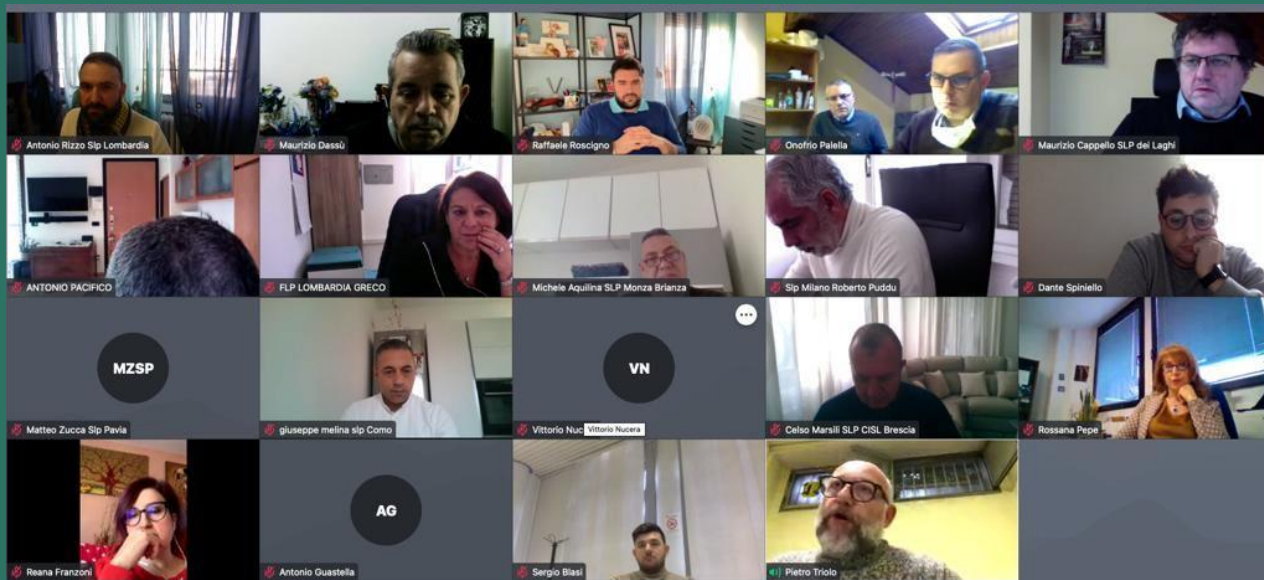 Antonio Rizzo Slp Lombardia
Maurizio Dassù
Raffaele Roscigno
Onofrio Palella
Maurizio Cappello SLP dei Laghi
ANTONIO PACIFICO
FLP LOMBARDIA GRECO
Michele Aquilina SLP Monza Brianza
Slp Milano Roberto Puddu
Dante Spiniello
MZSP
Matteo Zucca Slp Pavia
giuseppe melina slp Como
VN
Vittorio Nuc
Vittorio Nucera
Celso Marsili SLP CISL Brescia
Rossana Pepe
Reana Franzoni
AG
Antonio Guastella
Sergio Blasi
Pietro Triolo